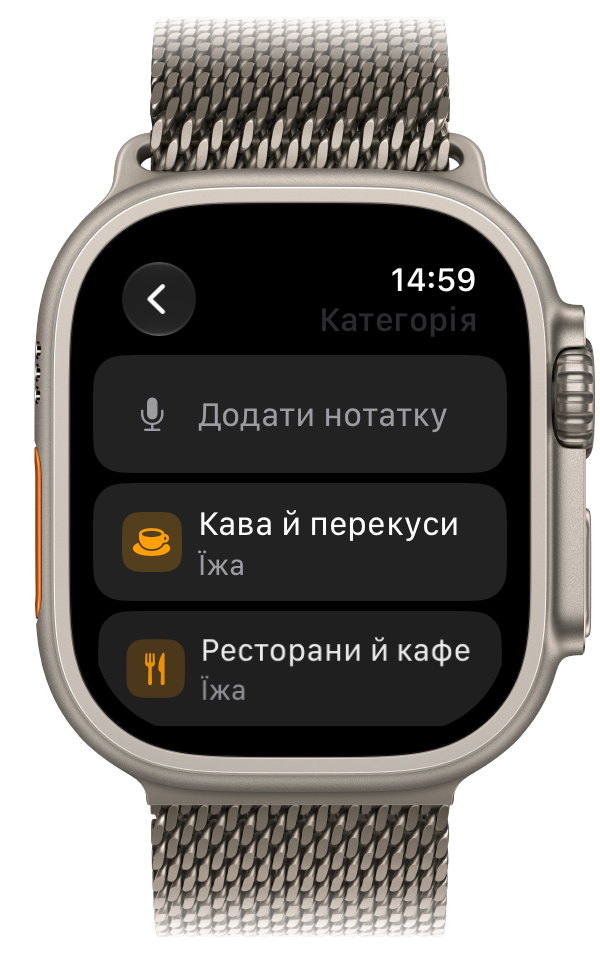 14:59
Категорія
Додати нотатку
Кава й перекуси
Їжа
Ресторани й кафе
Їжа